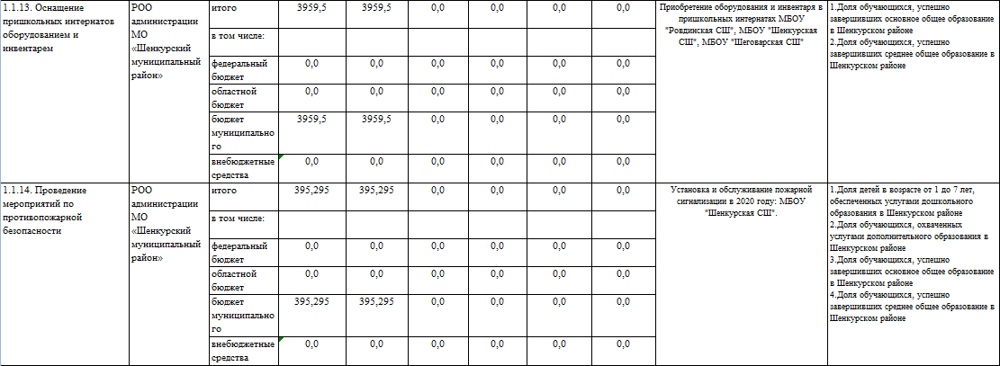 1.1.13. Оснащение пришкольных интернатов оборудованием и инвентарем
РОО администрации МО «Шенкурский муниципальный район»
итого 3959,5 3959,5 0,0 0,0 0,0 0,0
в том числе:
федеральный бюджет 0,0 0,0 0,0 0,0 0,0 0,0
областной бюджет 0,0 0,0 0,0 0,0 0,0 0,0
бюджет муниципально го 3959,5 3959,5 0,0 0,0 0,0 0,0
внебюджетные средства 0,0 0,0 0,0 0,0 0,0 0,0
Приобретение оборудования и инвентаря в
пришкольных интернатах МБОУ
"Ровдинская СШ", МБОУ "Шенкурская
СШ", МБОУ "Шеговарская СШ"
1.Доля обучающихся, успешно
завершивших основное общее образование
в Шенкурском районе
2.Доля обучающихся, успешно
завершивших среднее общее образование в
Шенкурском районе
1.1.14. Проведение мероприятий по противопожарной безопасности
РОО администрации МО «Шенкурский муниципальный район»
итого 395,295 395,295 0,0 0,0 0,0 0,0
в том числе:
федеральный бюджет 0,0 0,0 0,0 0,0 0,0 0,0
областной бюджет 0,0 0,0 0,0 0,0 0,0 0,0
бюджет муниципально го 395,295 395,295 0,0 0,0 0,0 0,0
внебюджетные средства 0,0 0,0 0,0 0,0 0,0 0,0
Установка и обслуживание пожарной
сигнализации в 2020 году: МБОУ
"Шенкурская СШ".
1.Доля детей в возрасте от 1 до 7 лет,
обеспеченных услугами дошкольного
образования в Шенкурском районе
2.Доля обучающихся, охваченных
услугами дополнительного образования в
Шенкурском районе
3.Доля обучающихся, успешно
завершивших основное общее образование
в Шенкурском районе
4.Доля обучающихся, успешно
завершивших среднее общее образование в
Шенкурском районе